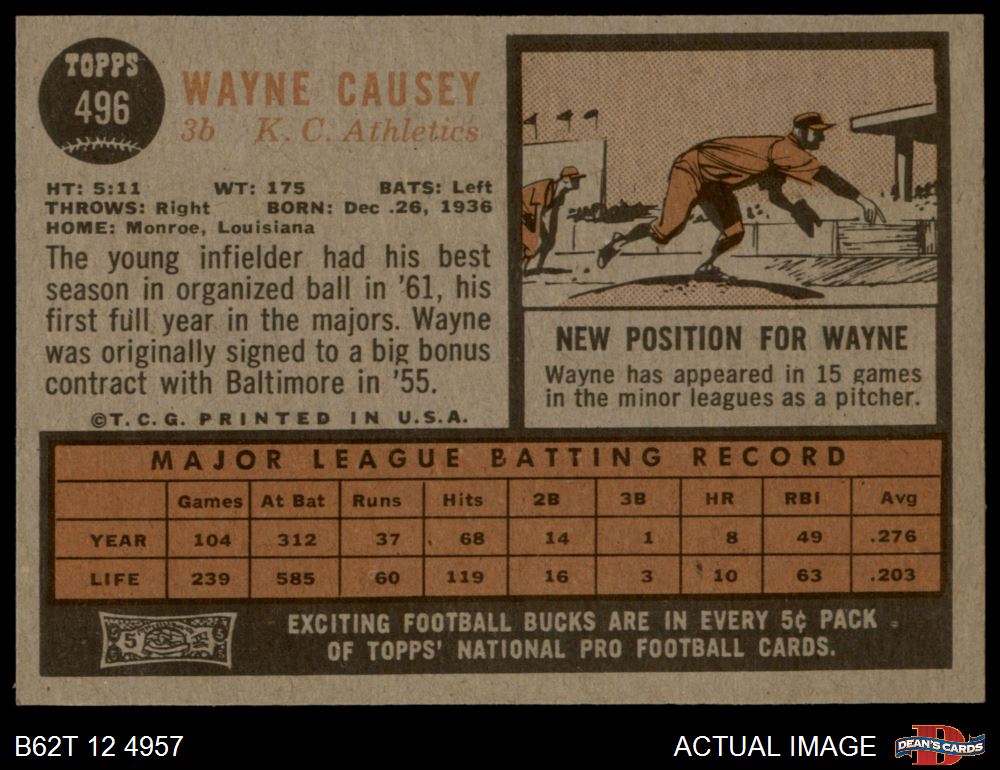 TOPPS
496
WAYNE CAUSEY
3b K. C. Athletics
HT: 5:11 WT: 175 BATS: Left
THROWS: Right BORN: Dec .26, 1936
HOME: Monroe, Louisiana
The young infielder had his best
season in organized ball in '61, his
first full year in the majors. Wayne
was originally signed to a big bonus
contract with Baltimore in '55.
©T. C. G. PRINTED IN U.S.A.
NEW POSITION FOR WAYNE
Wayne has appeared in 15 games
in the minor leagues as a pitcher.
MAJOR LEAGUE BATTING RECORD
Games At Bat Runs Hits 2B 3B HR RBI Avg
YEAR 104 312 37 68 14 1 8 49 .276
LIFE 239 585 60 119 16 3 10 63 .203
5 5
EXCITING FOOTBALL BUCKS ARE IN EVERY 5¢ PACK
OF TOPPS' NATIONAL PRO FOOTBALL CARDS.
B62T 12 4957
ACTUAL IMAGE
D
DEAN'S CARDS